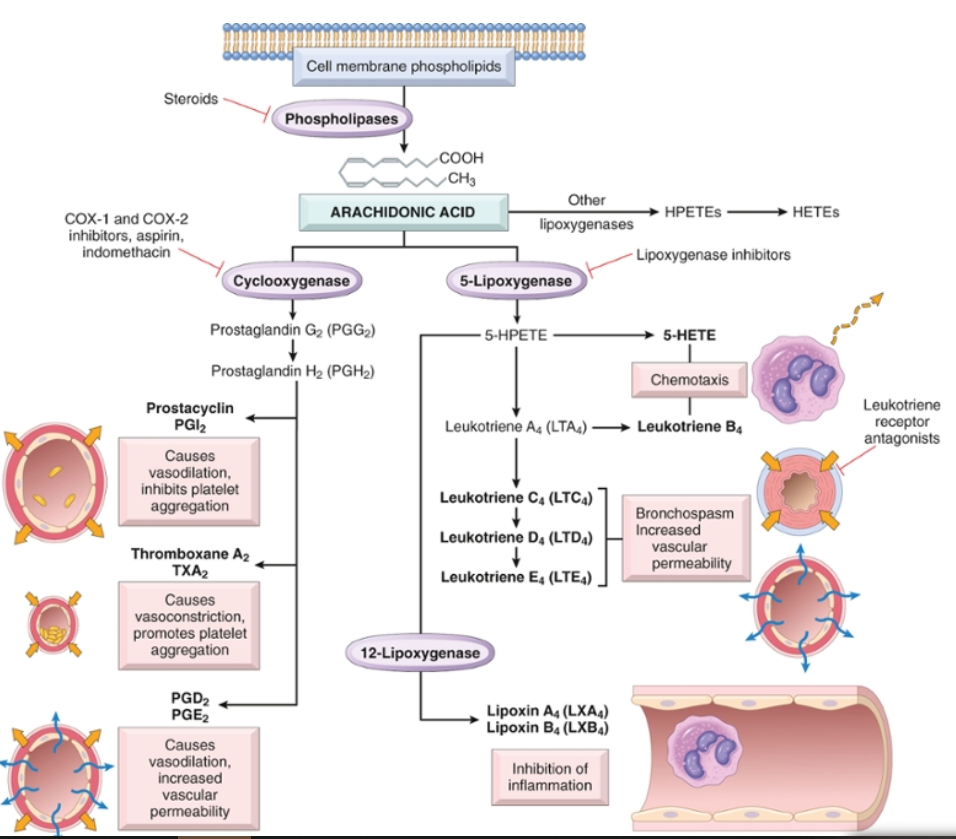 Cell membrane phospholipids
Steroids
Phospholipases
COOH
CH₃
ARACHIDONIC ACID
Other
lipoxygenases
HPETEs
HETEs
COX-1 and COX-2
inhibitors, aspirin,
indomethacin
Lipoxygenase inhibitors
Cyclooxygenase
5-Lipoxygenase
Prostaglandin G₂ (PGG₂)
5-HPETE
5-HETE
Prostaglandin H₂ (PGH₂)
Chemotaxis
Prostacyclin
PGI₂
Leukotriene A₄ (LTA₄)
Leukotriene B₄
Leukotriene
receptor
antagonists
Causes
vasodilation,
inhibits platelet
aggregation
Leukotriene C₄ (LTC₄)
Leukotriene D₄ (LTD₄)
Leukotriene E₄ (LTE₄)
Bronchospasm
Increased
vascular
permeability
Thromboxane A₂
TXA₂
Causes
vasoconstriction,
promotes platelet
aggregation
12-Lipoxygenase
PGD₂
PGE₂
Lipoxin A₄ (LXA₄)
Lipoxin B₄ (LXB₄)
Causes
vasodilation,
increased
vascular
permeability
Inhibition of
inflammation